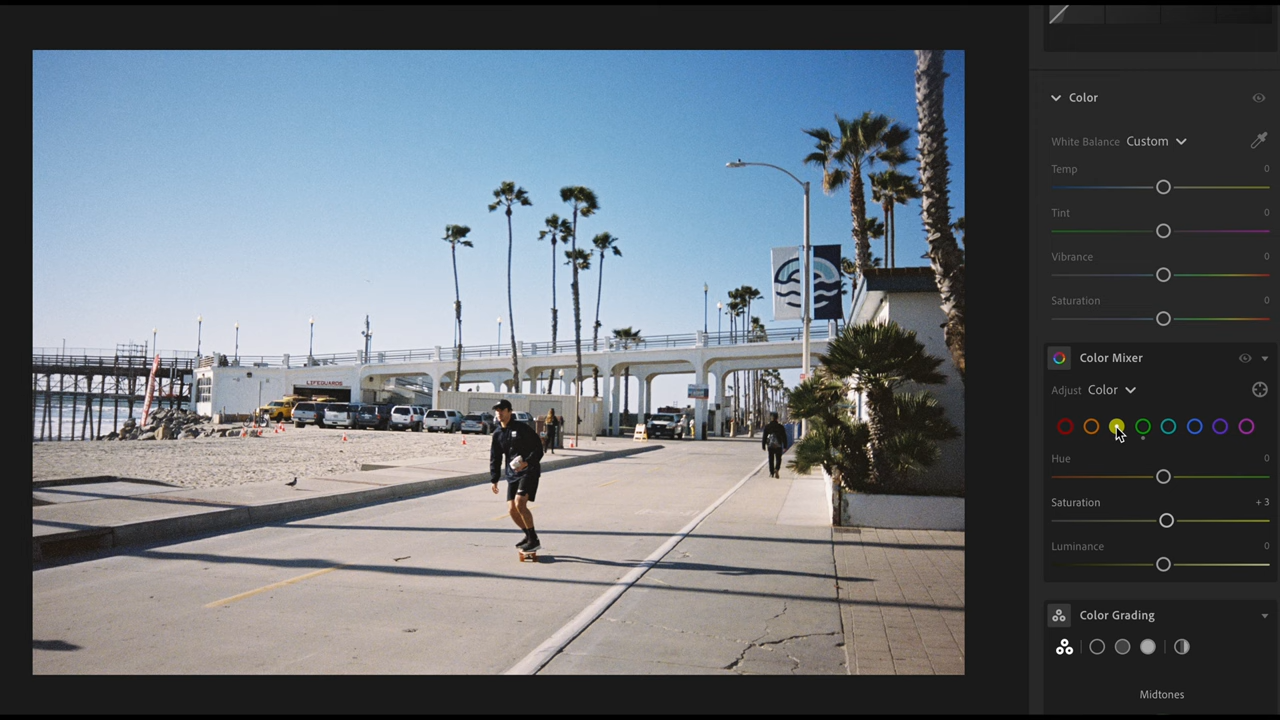 Color
White Balance Custom
Temp 0
Tint 0
Vibrance 0
Saturation 0
Color Mixer
Adjust Color
Hue 0
Saturation + 3
Luminance 0
Color Grading
Midtones
LIFEGUARDS